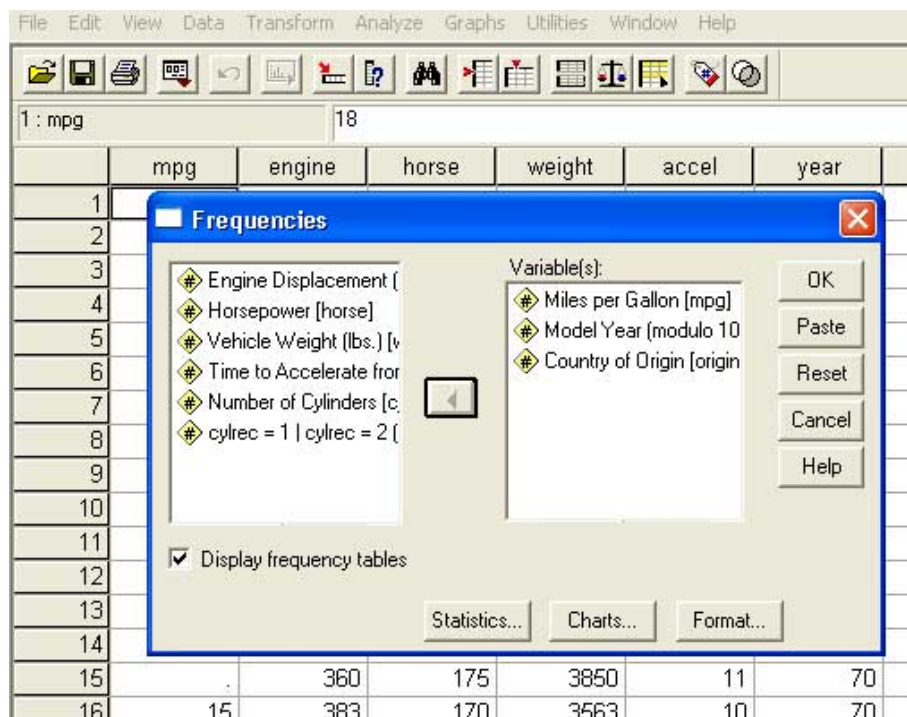 File Edit View Data Transform Analyze Graphs Utilities Window Help
1 : mpg 18
mpg engine horse weight accel year
1
2
3
4
5
6
7
8
9
10
11
12
13
14
Frequencies
Engine Displacement (
Horsepower [horse]
Vehicle Weight (lbs.) [w
Time to Accelerate fror
Number of Cylinders [c
cylrec = 1 | cylrec = 2 (
Variable(s):
Miles per Gallon [mpg]
Model Year (modulo 10
Country of Origin [origin
OK
Paste
Reset
Cancel
Help
Display frequency tables
Statistics... Charts... Format...
15 . 360 175 3850 11 70
16 15 383 170 3563 10 70